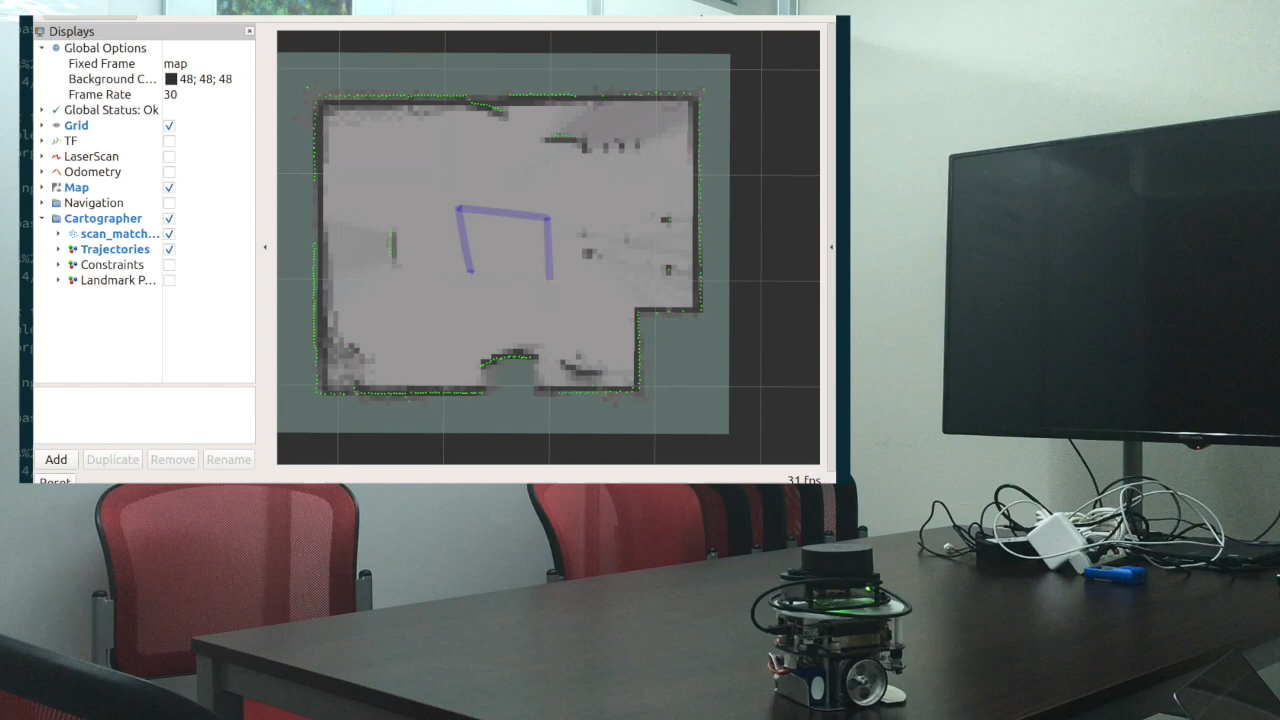 Displays
Global Options
Fixed Frame map
Background C... 48; 48; 48
Frame Rate 30
Global Status: Ok
Grid
TF
LaserScan
Odometry
Map
Navigation
Cartographer
scan_match...
Trajectories
Constraints
Landmark P...
Add Duplicate Remove Rename
Reset
31 fps